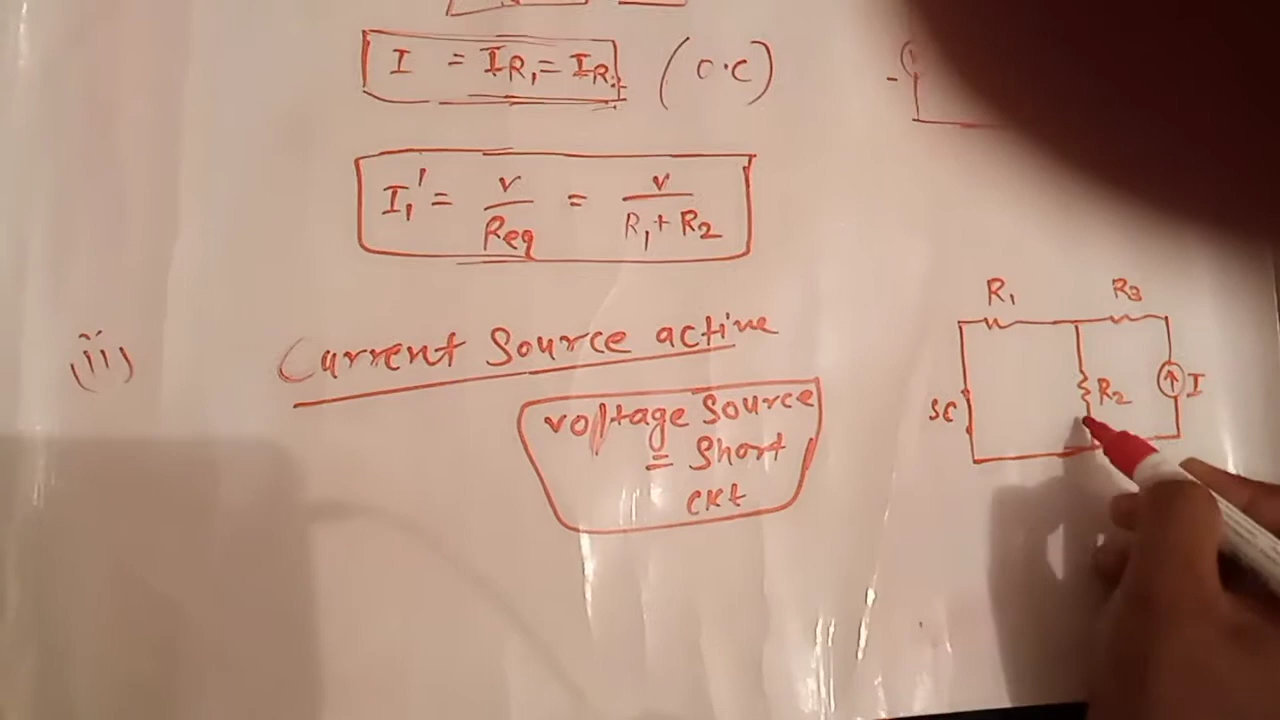 I = IR1 = IR2 (O.C)
I1' = V/Req = V/R1 + R2
(ii) Current Source active
voltage Source
= Short
CKt
R1 R3
SC R2 I